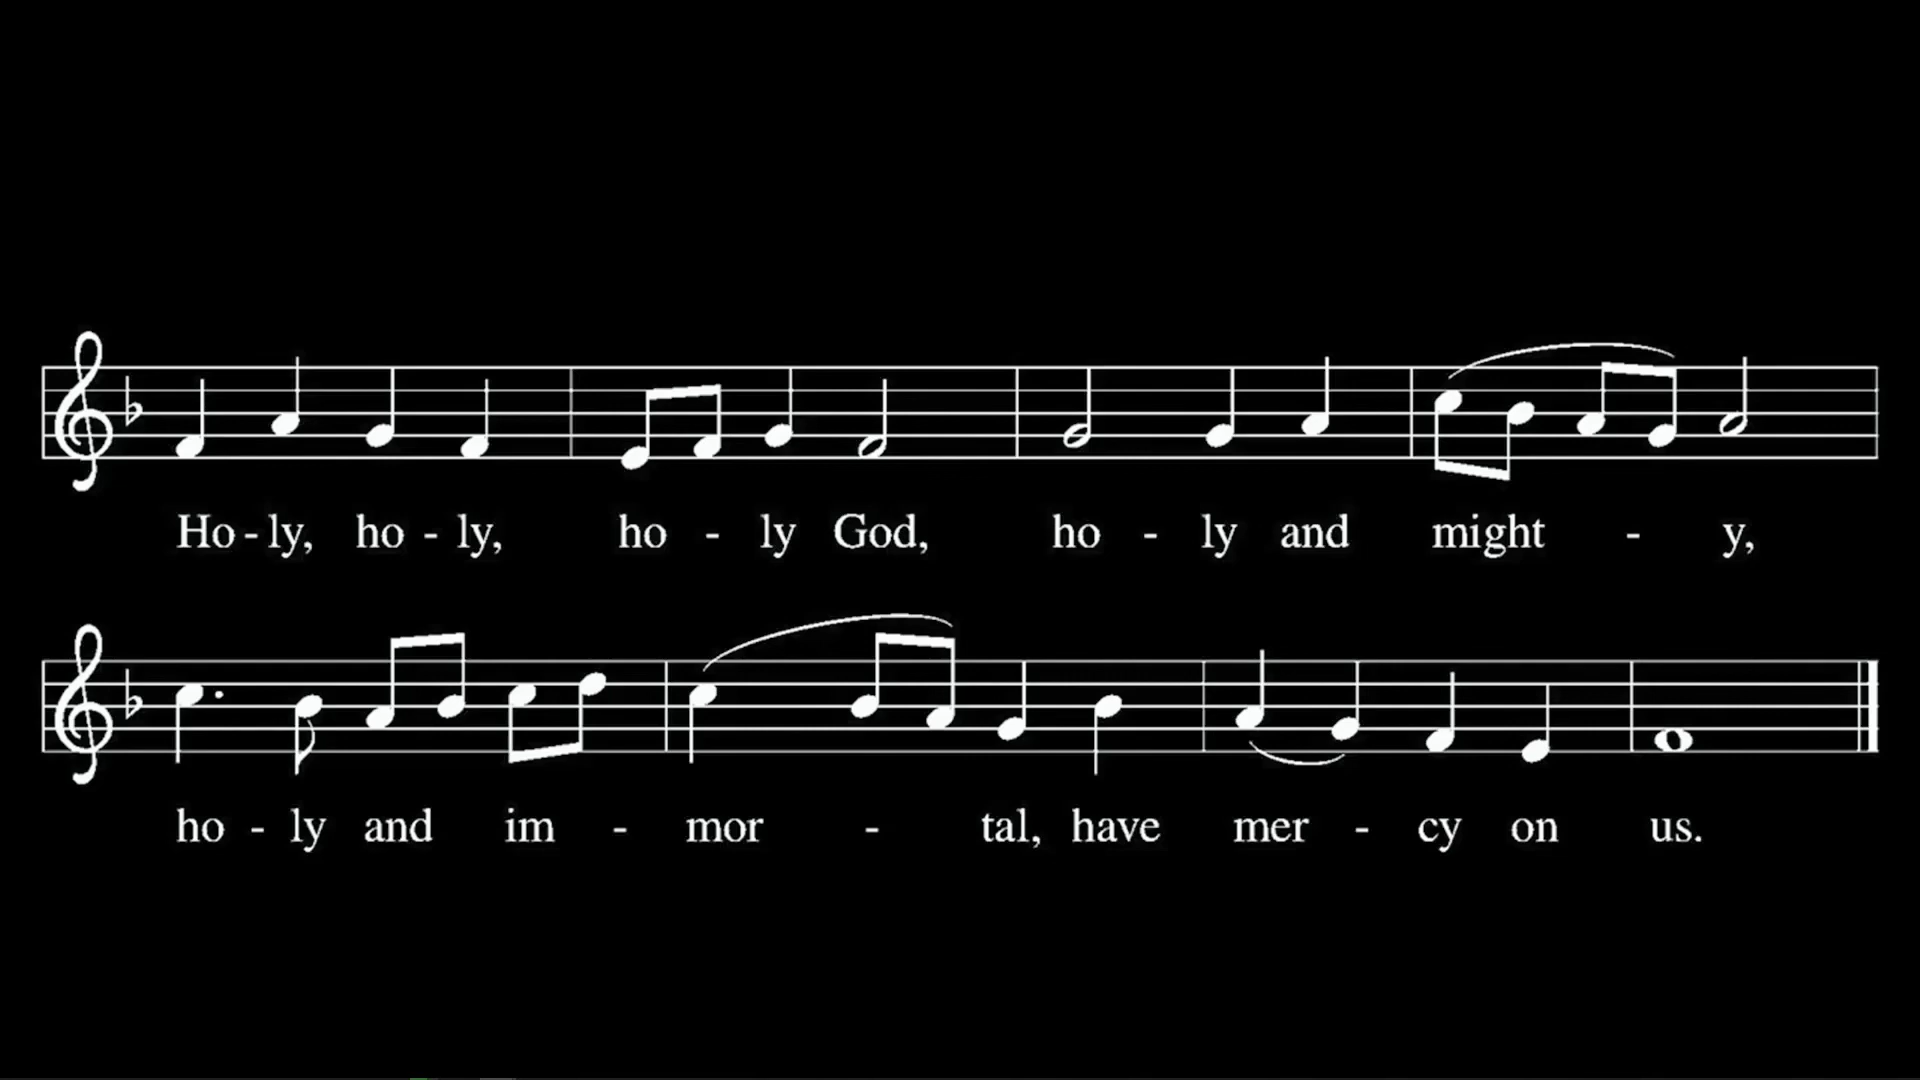 Ho - ly, ho - ly, ho - ly God, ho - ly and might - y,
ho - ly and im - mor - tal, have mer - cy on us.